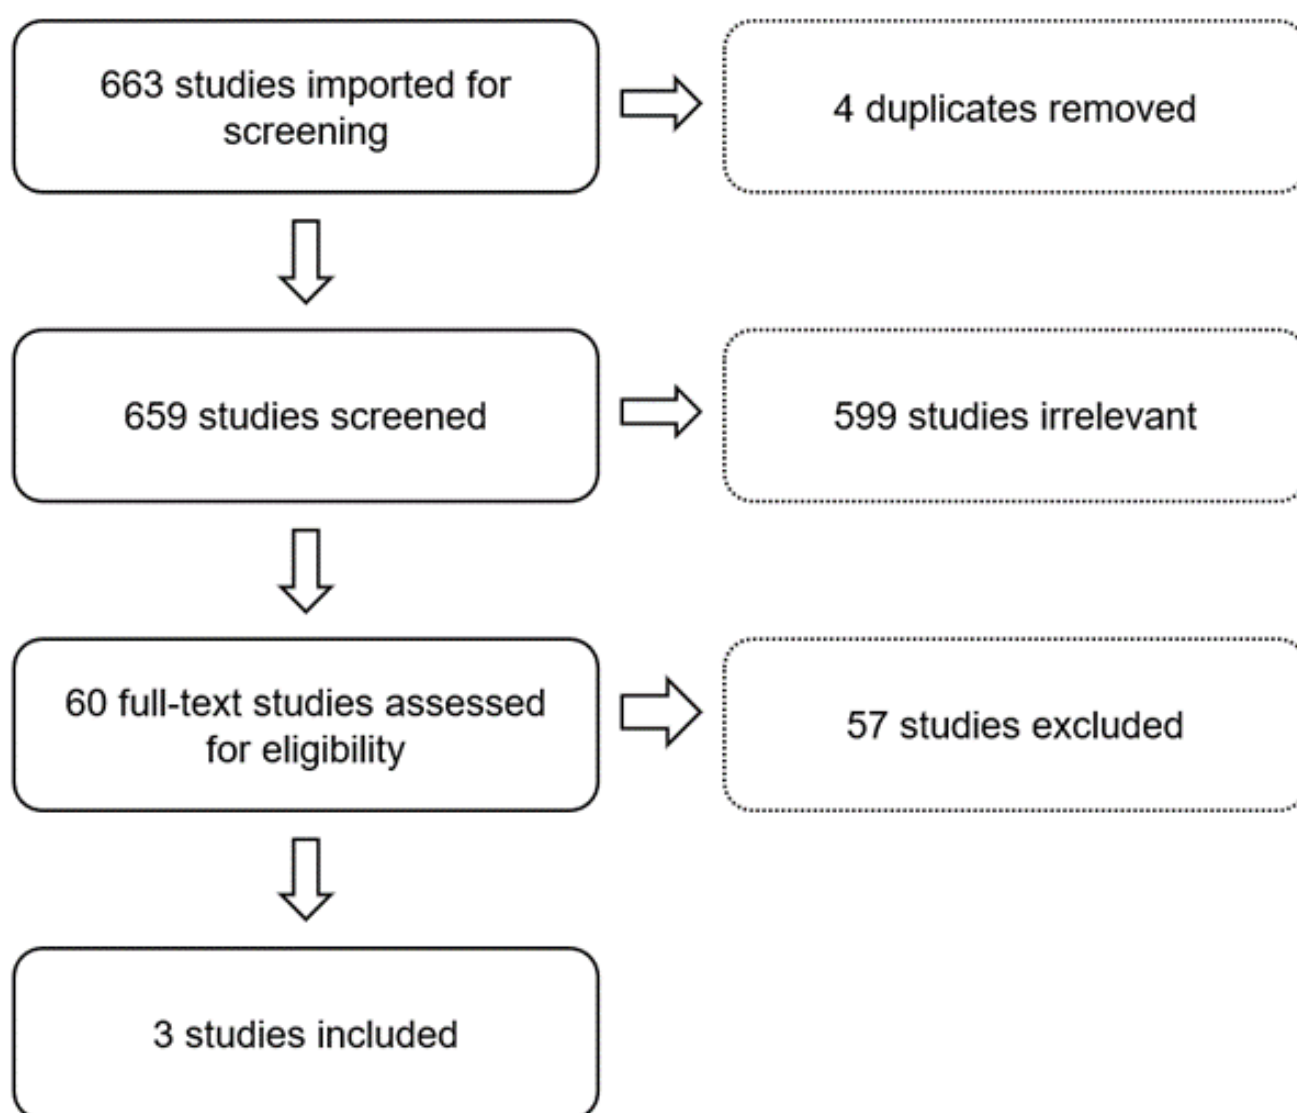 663 studies imported for
screening
4 duplicates removed
659 studies screened
599 studies irrelevant
60 full-text studies assessed
for eligibility
57 studies excluded
3 studies included